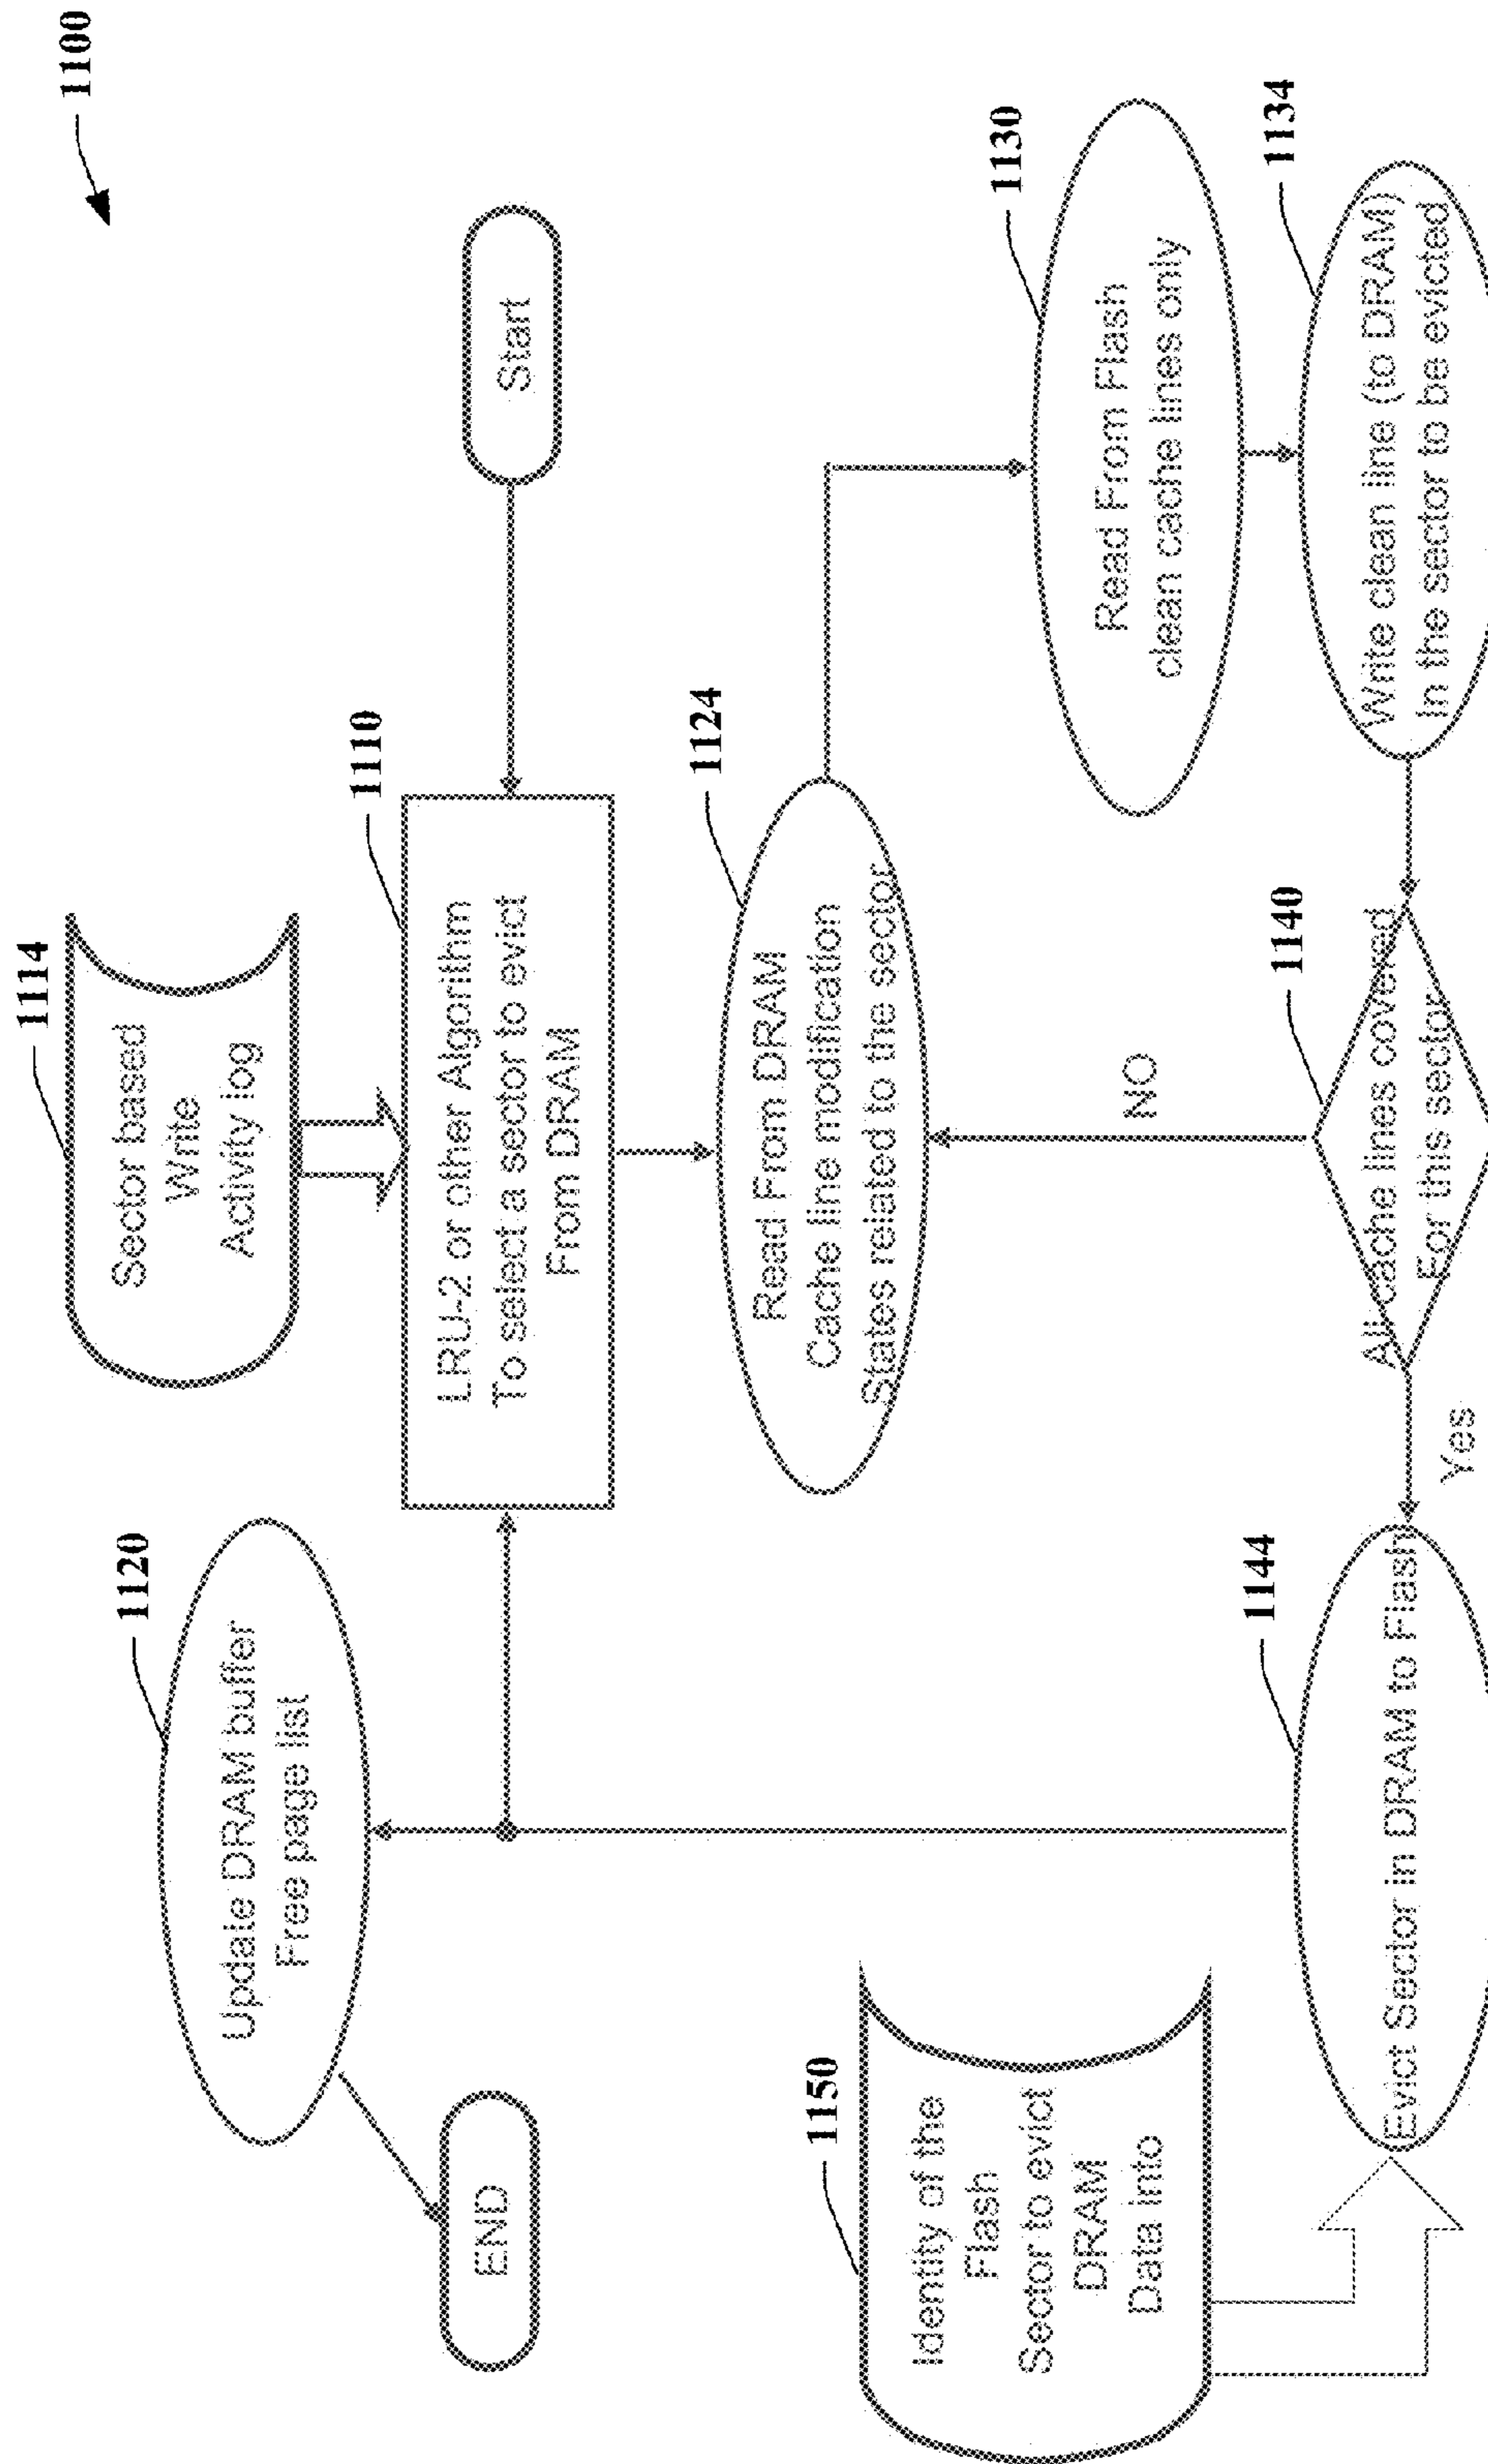 1100
1114
Sector based
Write
Activity log
1120
Update DRAM buffer
Free page list
1110
LRU-2 or other Algorithm
To select a sector to evict
From DRAM
Start
END
1124
Read From DRAM
Cache line modification
States related to the sector
1150
Identity of the
Flash
Sector to evict
DRAM
Data into
NO
1130
Read From Flash
clean cache lines only
1144
Evict Sector in DRAM to Flash
Yes
1140
All cache lines covered
For this sector
1134
Write clean line (to DRAM)
In the sector to be evicted